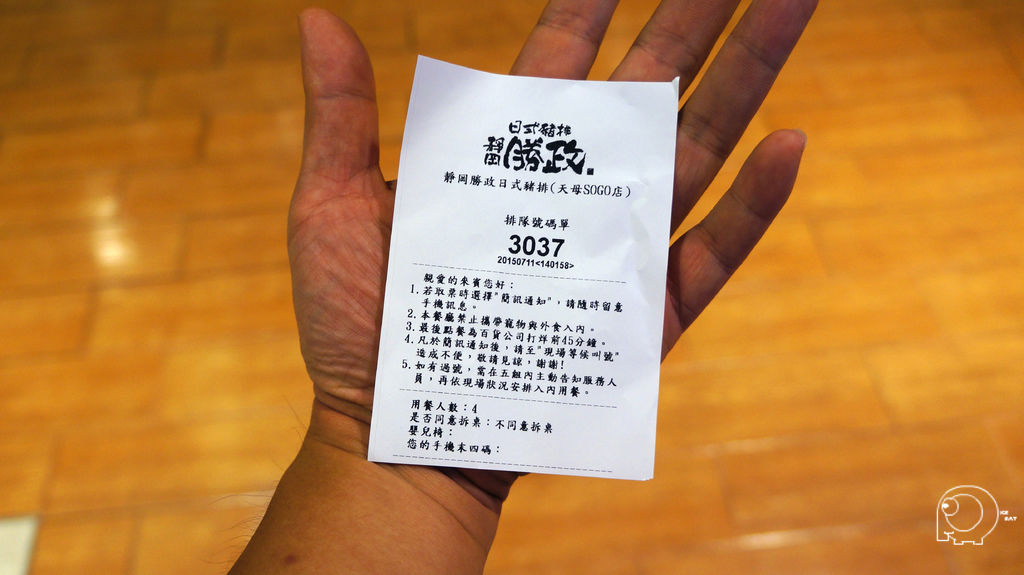 日式豬排
靜岡勝政
靜岡勝政日式豬排(天母SOGO店)
排隊號碼單
3037
20150711<140158>
親愛的來賓您好：
1.若取票時選擇"簡訊通知"，請隨時留意
手機訊息。
2.本餐廳禁止攜帶寵物與外食入內。
3.最後點餐為百貨公司打烊前45分鐘。
4.凡於簡訊通知後，請至"現場等候叫號"
造成不便，敬請見諒，謝謝!
5.如有過號，當在五組內主動告知服務人
員，再依現場狀況安排入內用餐。
用餐人數：4
是否同意拆桌：不同意拆桌
嬰兒椅：
您的手機末四碼：
ICE
EAT